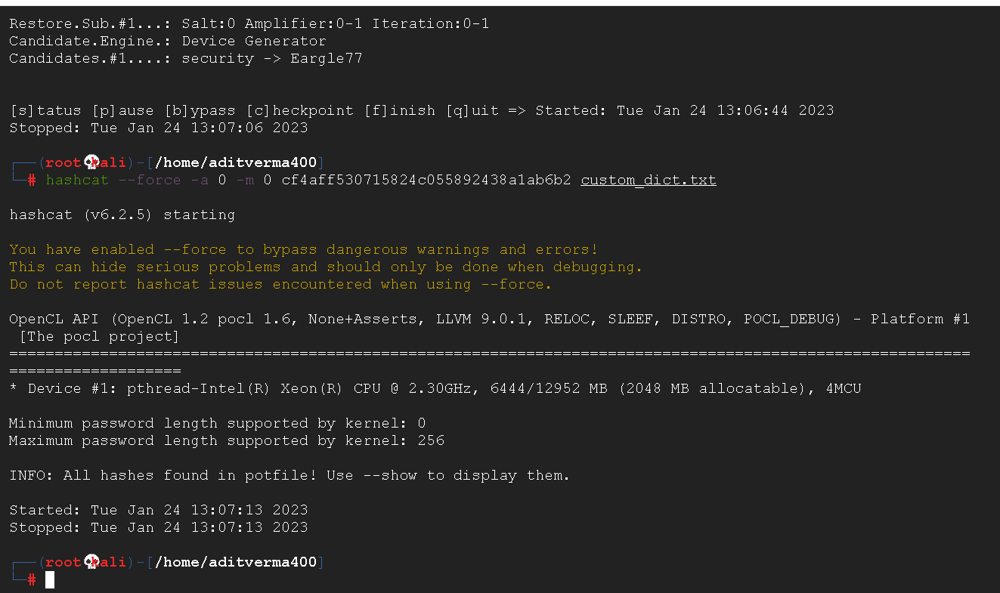 Restore.Sub.#1...: Salt:0 Amplifier:0-1 Iteration:0-1
Candidate.Engine.: Device Generator
Candidates.#1....: security -> Eargle77
[s]tatus [p]ause [b]ypass [c]heckpoint [f]inish [q]uit => Started: Tue Jan 24 13:06:44 2023
Stopped: Tue Jan 24 13:07:06 2023
┌──(root💀kali)-[/home/aditverma400]
└─# hashcat --force -a 0 -m 0 cf4aff530715824c055892438a1ab6b2 custom_dict.txt
hashcat (v6.2.5) starting
You have enabled --force to bypass dangerous warnings and errors!
This can hide serious problems and should only be done when debugging.
Do not report hashcat issues encountered when using --force.
OpenCL API (OpenCL 1.2 pocl 1.6, None+Asserts, LLVM 9.0.1, RELOC, SLEEF, DISTRO, POCL_DEBUG) - Platform #1
[The pocl project]
==========================================================================================================
===================
* Device #1: pthread-Intel(R) Xeon(R) CPU @ 2.30GHz, 6444/12952 MB (2048 MB allocatable), 4MCU
Minimum password length supported by kernel: 0
Maximum password length supported by kernel: 256
INFO: All hashes found in potfile! Use --show to display them.
Started: Tue Jan 24 13:07:13 2023
Stopped: Tue Jan 24 13:07:13 2023
┌──(root💀kali)-[/home/aditverma400]
└─#